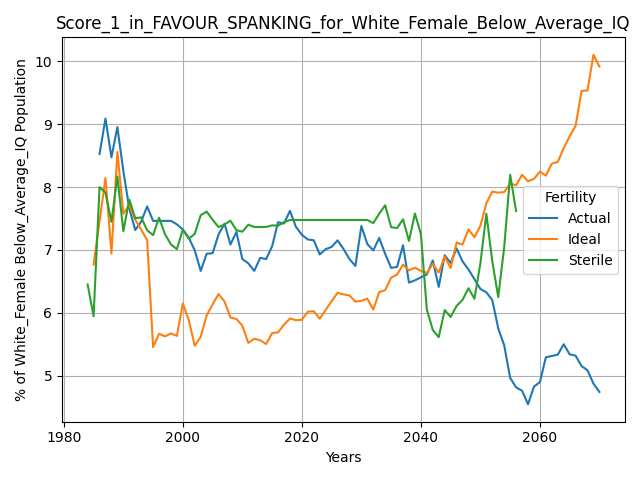 Score_1_in_FAVOUR_SPANKING_for_White_Female_Below_Average_IQ
% of White_Female Below_Average_IQ Population
10
9
8
7
6
5
Fertility
Actual
Ideal
Sterile
1980 2000 2020 2040 2060
Years